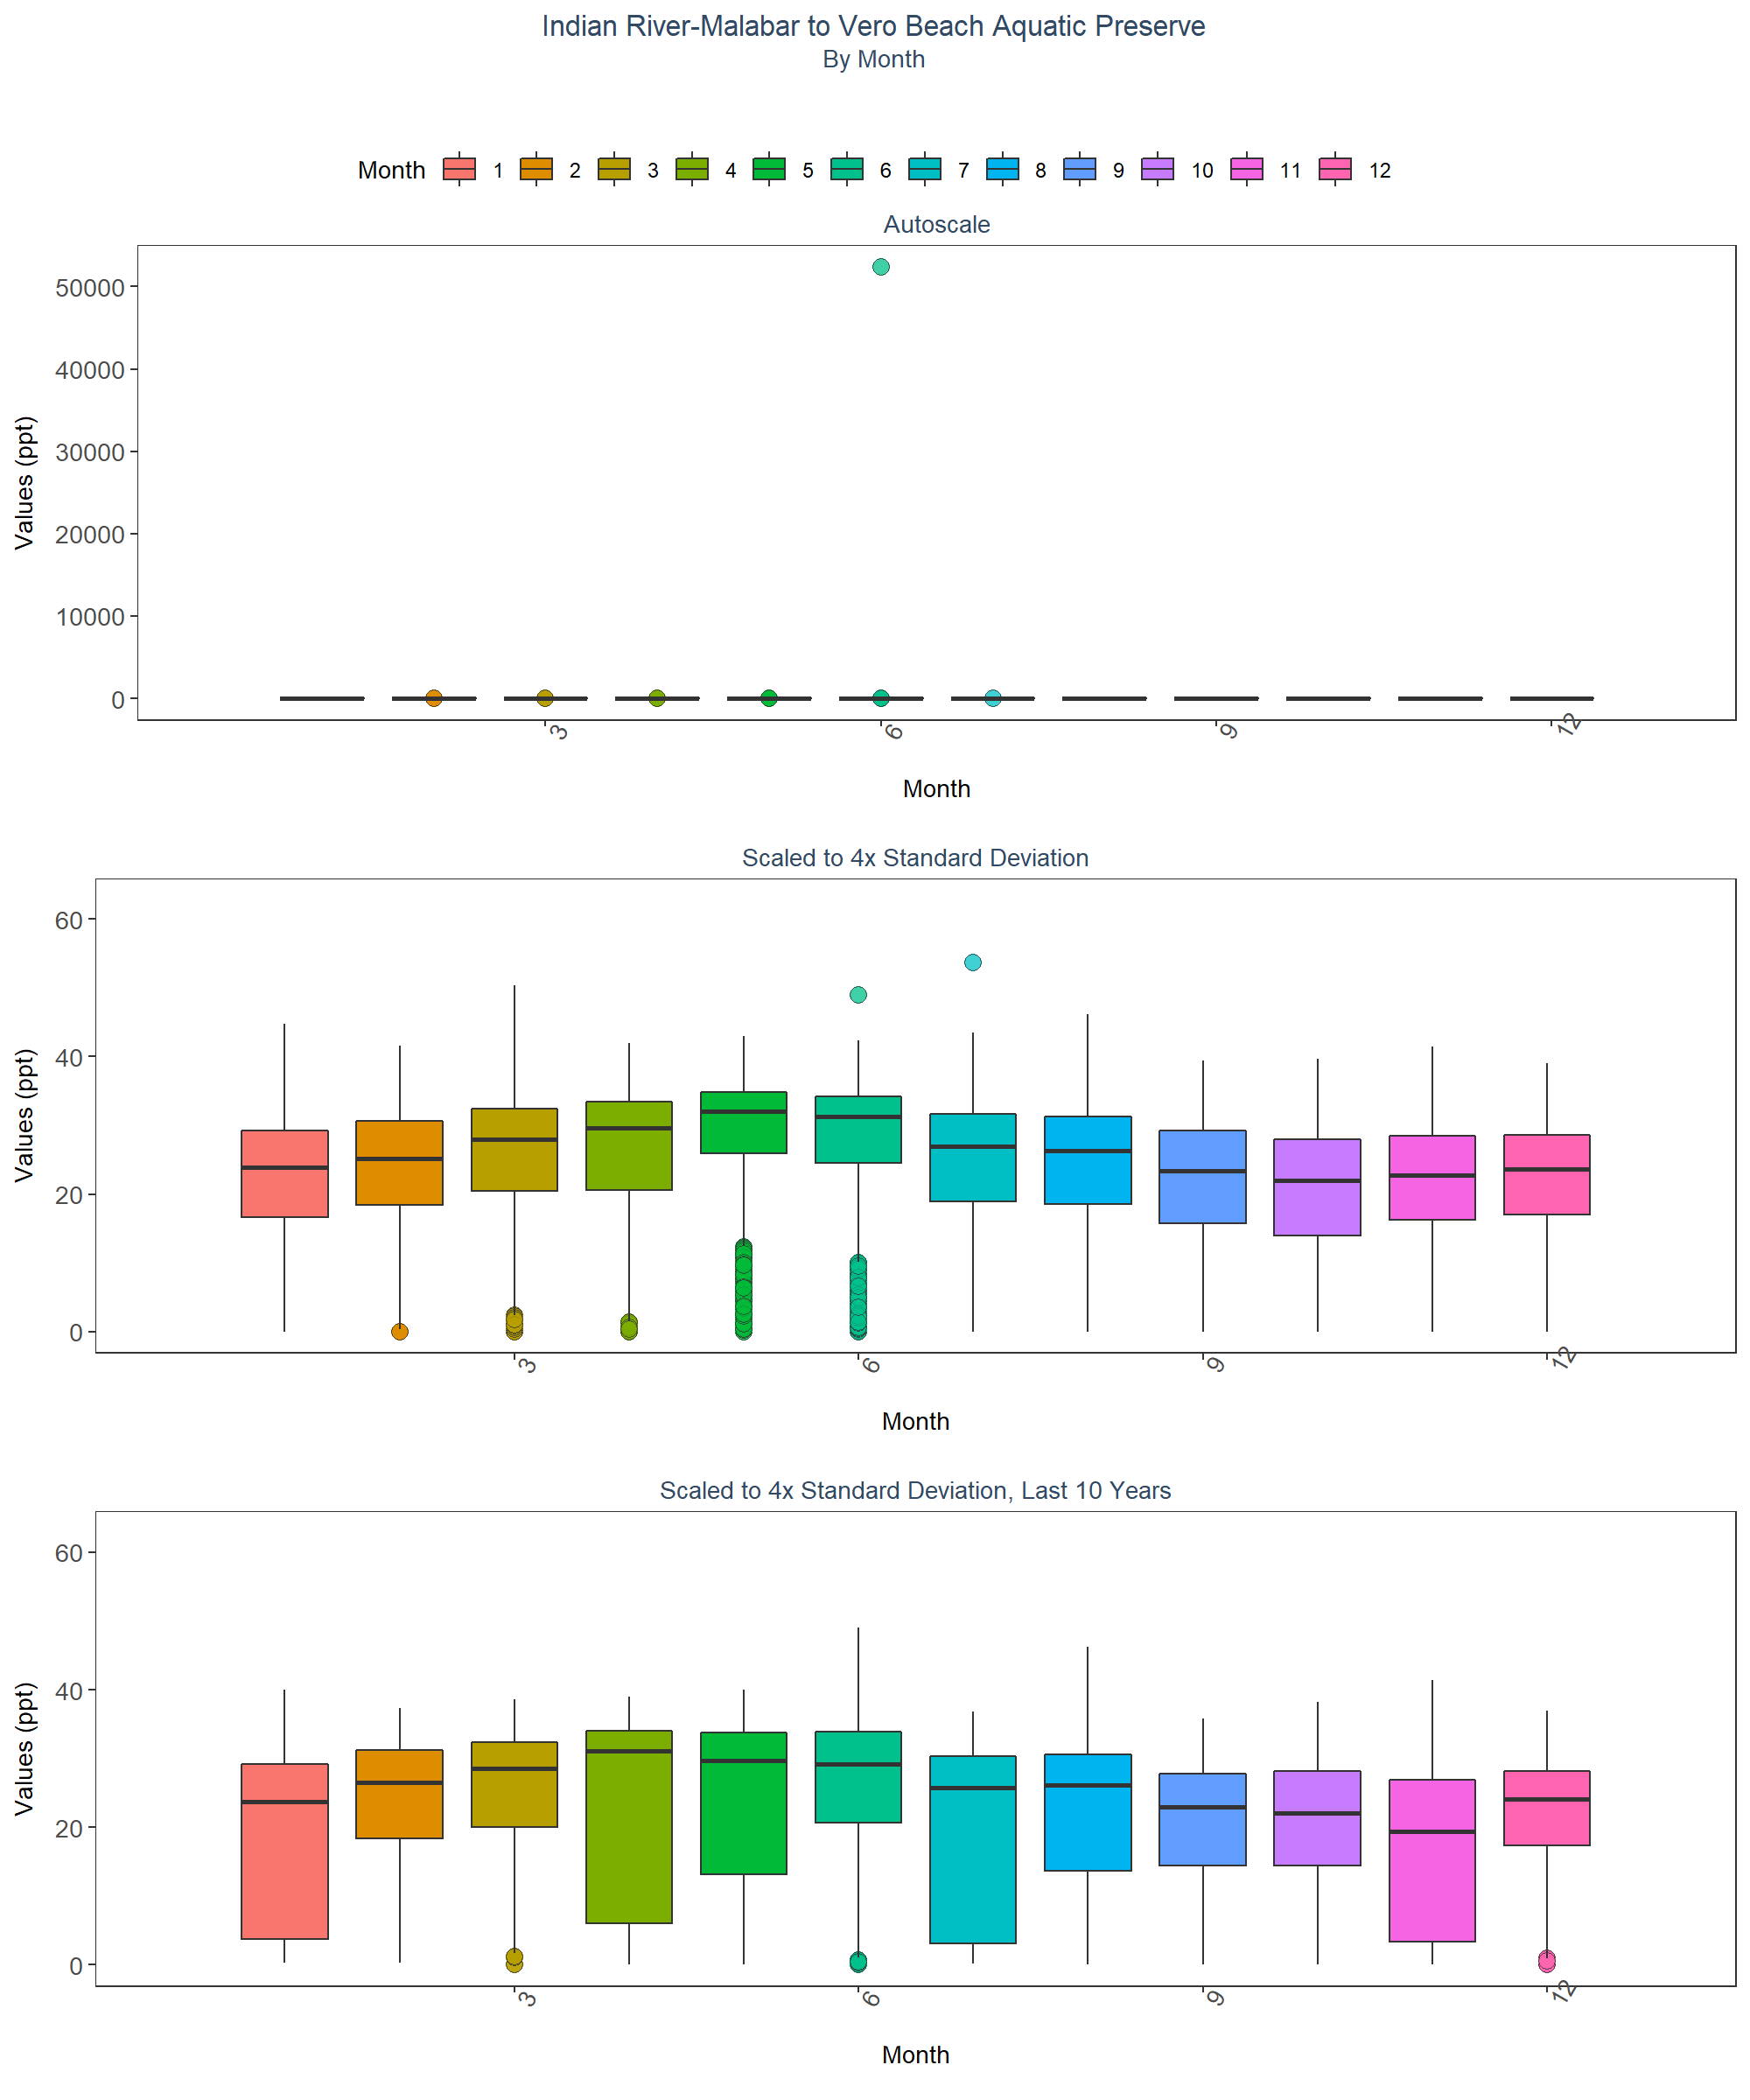 Indian River-Malabar to Vero Beach Aquatic Preserve
By Month
Month 1 2 3 4 5 6 7 8 9 10 11 12
Autoscale
Values (ppt)
50000
40000
30000
20000
10000
0
3 6 9 12
Month
Scaled to 4x Standard Deviation
Values (ppt)
60
40
20
0
3 6 9 12
Month
Scaled to 4x Standard Deviation, Last 10 Years
Values (ppt)
60
40
20
0
3 6 9 12
Month